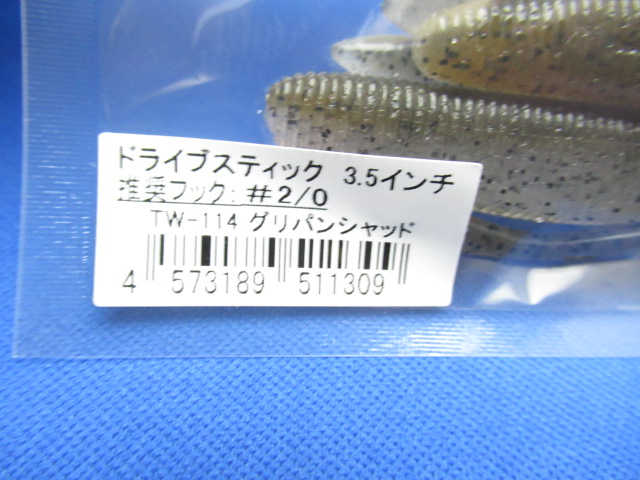 ドライブスティック 3.5インチ
推奨フック:#2/0
TW-114 グリパンシャッド
4 573189 511309